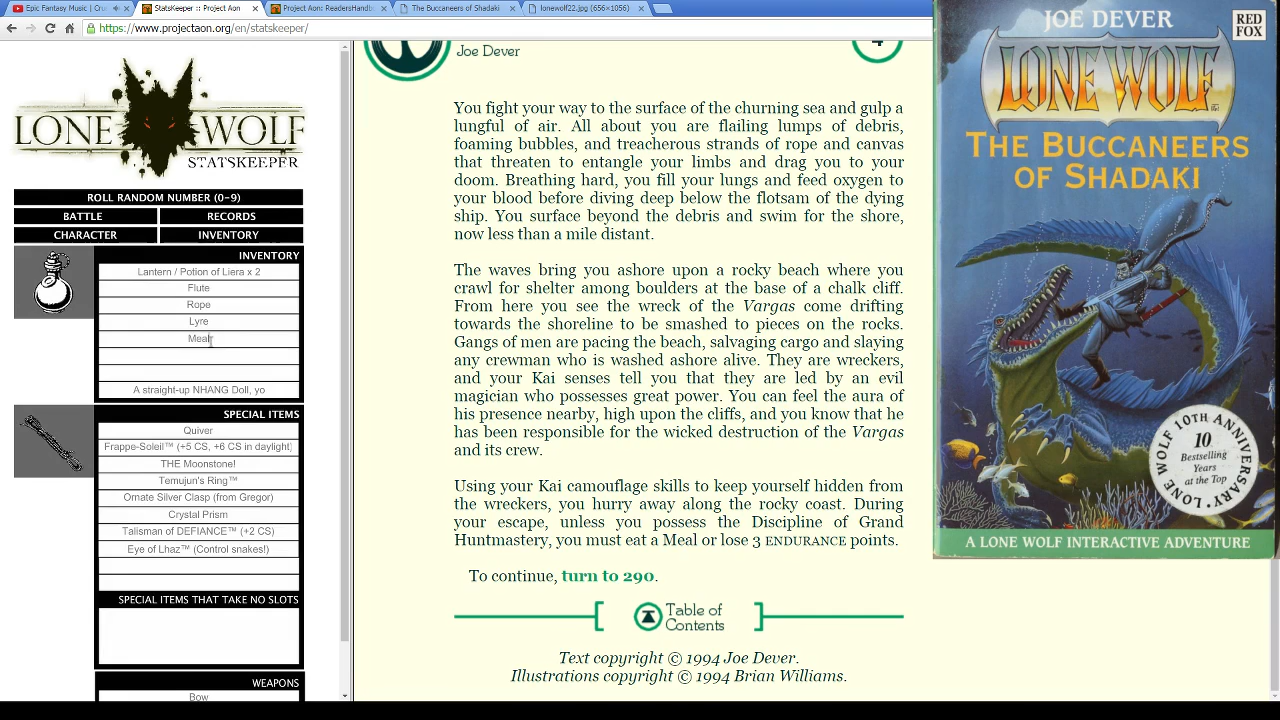 Epic Fantasy Music | Cru
StatsKeeper :: Project Aon
Project Aon: ReadersHandb
The Buccaneers of Shadaki
lonewolf22.jpg (656×1056)
https://www.projectaon.org/en/statskeeper/
LONE WOLF
STATSKEEPER
ROLL RANDOM NUMBER (0-9)
BATTLE RECORDS
CHARACTER INVENTORY
INVENTORY
Lantern / Potion of Liera x 2
Flute
Rope
Lyre
Meal
A straight-up NHANG Doll, yo
SPECIAL ITEMS
Quiver
Frappe-Soleil™ (+5 CS, +6 CS in daylight)
THE Moonstone!
Temujun's Ring™
Ornate Silver Clasp (from Gregor)
Crystal Prism
Talisman of DEFIANCE™ (+2 CS)
Eye of Lhaz™ (Control snakes!)
SPECIAL ITEMS THAT TAKE NO SLOTS
WEAPONS
Bow
Joe Dever
You fight your way to the surface of the churning sea and gulp a
lungful of air. All about you are flailing lumps of debris,
foaming bubbles, and treacherous strands of rope and canvas
that threaten to entangle your limbs and drag you to your
doom. Breathing hard, you fill your lungs and feed oxygen to
your blood before diving deep below the flotsam of the dying
ship. You surface beyond the debris and swim for the shore,
now less than a mile distant.
The waves bring you ashore upon a rocky beach where you
crawl for shelter among boulders at the base of a chalk cliff.
From here you see the wreck of the Vargas come drifting
towards the shoreline to be smashed to pieces on the rocks.
Gangs of men are pacing the beach, salvaging cargo and slaying
any crewman who is washed ashore alive. They are wreckers,
and your Kai senses tell you that they are led by an evil
magician who possesses great power. You can feel the aura of
his presence nearby, high upon the cliffs, and you know that he
has been responsible for the wicked destruction of the Vargas
and its crew.
Using your Kai camouflage skills to keep yourself hidden from
the wreckers, you hurry away along the rocky coast. During
your escape, unless you possess the Discipline of Grand
Huntmastery, you must eat a Meal or lose 3 ENDURANCE points.
To continue, turn to 290.
Table of
Contents
Text copyright © 1994 Joe Dever.
Illustrations copyright © 1994 Brian Williams.
JOE DEVER
RED
FOX
LONE WOLF
THE BUCCANEERS
OF SHADAKI
LONE WOLF 10TH ANNIVERSARY
10
Bestselling
Years
at the Top
A LONE WOLF INTERACTIVE ADVENTURE